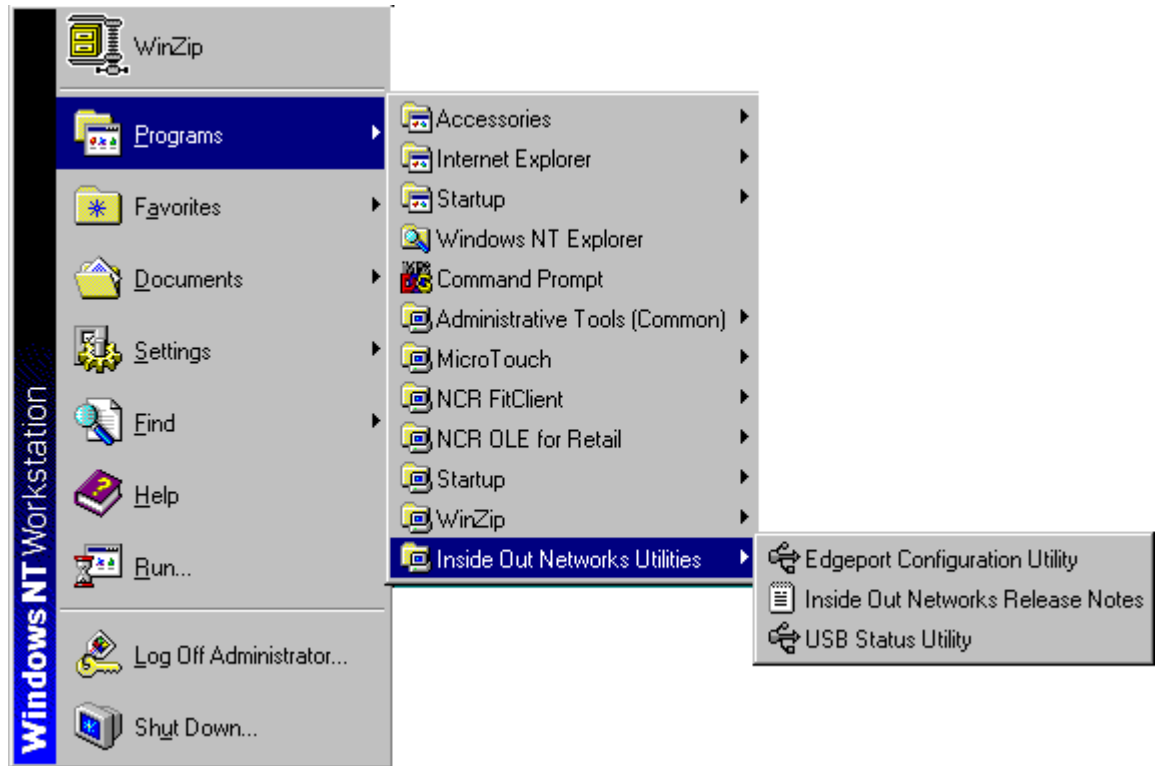 WinZip
Programs
Favorites
Documents
Settings
Find
Help
Run...
Log Off Administrator...
Shut Down...
Windows NT Workstation
Accessories
Internet Explorer
Startup
Windows NT Explorer
Command Prompt
Administrative Tools (Common)
MicroTouch
NCR FitClient
NCR OLE for Retail
Startup
WinZip
Inside Out Networks Utilities
Edgeport Configuration Utility
Inside Out Networks Release Notes
USB Status Utility